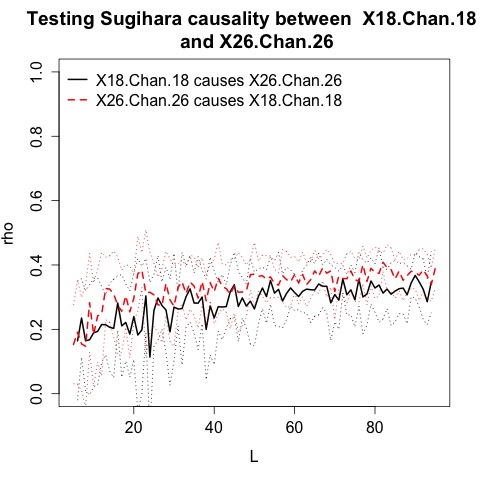 Testing Sugihara causality between  X18.Chan.18
and X26.Chan.26
X18.Chan.18 causes X26.Chan.26
X26.Chan.26 causes X18.Chan.18
rho
1.0
0.8
0.6
0.4
0.2
0.0
20 40 60 80
L